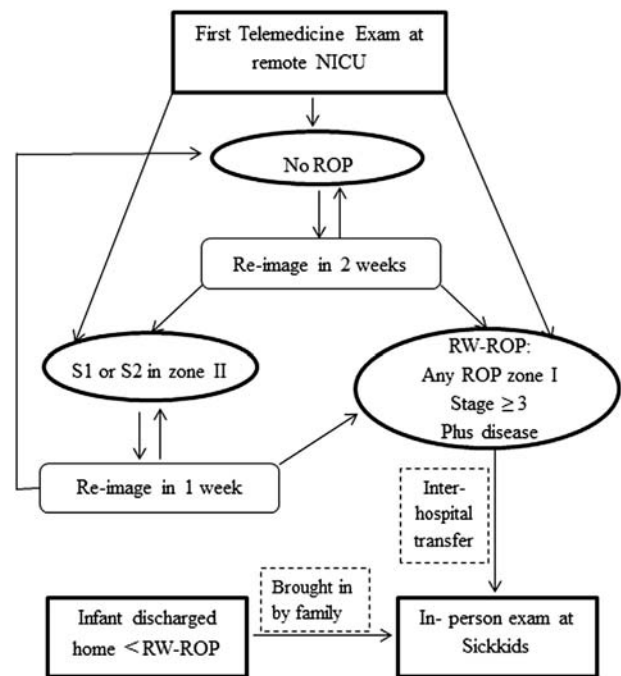 First Telemedicine Exam at
remote NICU
No ROP
Re-image in 2 weeks
S1 or S2 in zone II
RW-ROP:
Any ROP zone I
Stage ≥ 3
Plus disease
Re-image in 1 week
Inter-
hospital
transfer
Brought in
by family
Infant discharged
home < RW-ROP
In- person exam at
Sickkids